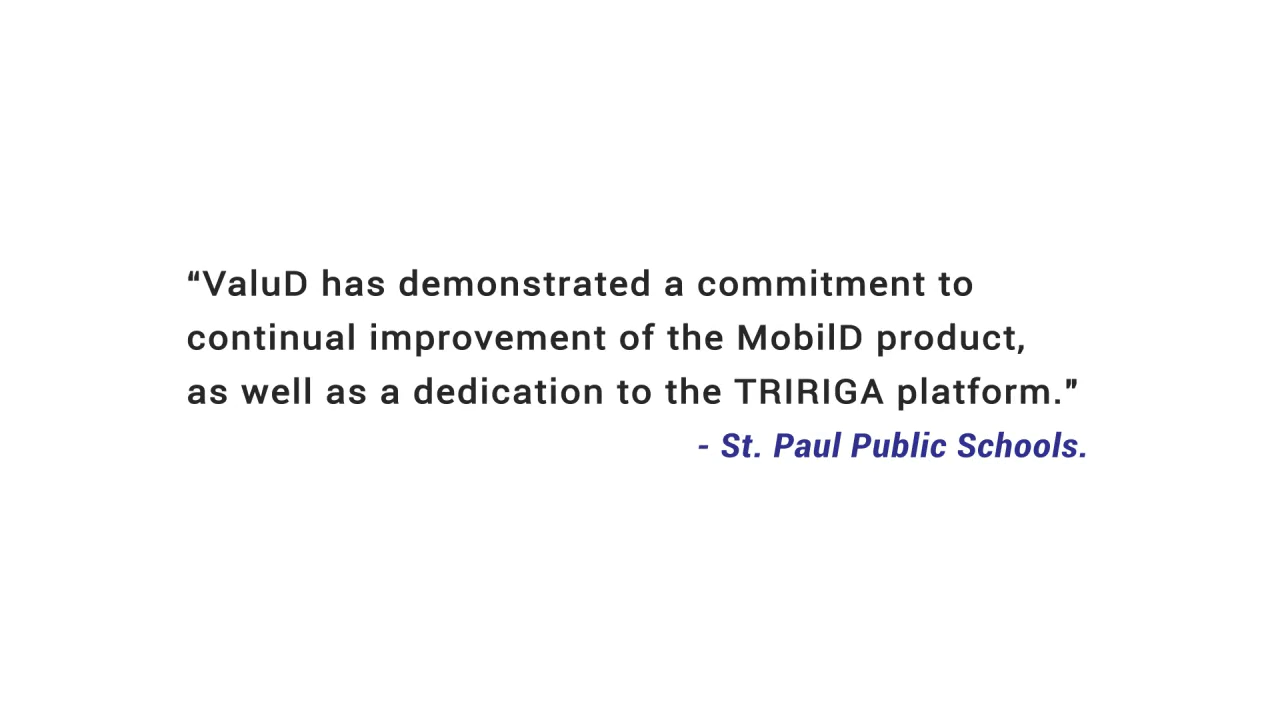 “ValuD has demonstrated a commitment to
continual improvement of the MobilD product,
as well as a dedication to the TRIRIGA platform.”
- St. Paul Public Schools.